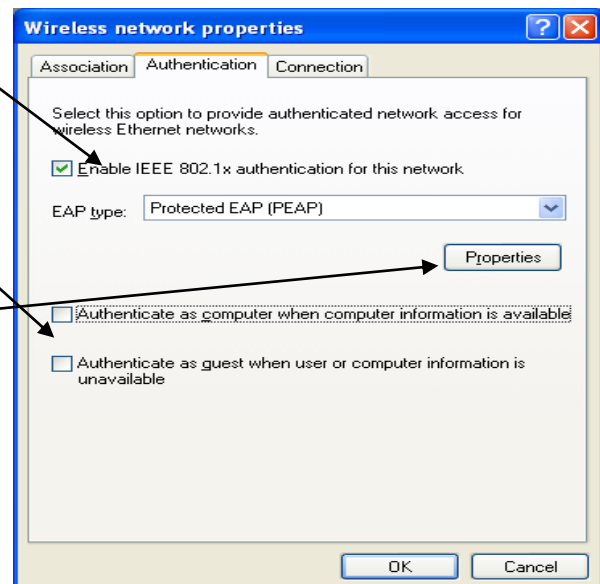 Wireless network properties
Association Authentication Connection
Select this option to provide authenticated network access for
wireless Ethernet networks.
Enable IEEE 802.1x authentication for this network
EAP type: Protected EAP (PEAP)
Properties
Authenticate as computer when computer information is available
Authenticate as guest when user or computer information is
unavailable
OK Cancel